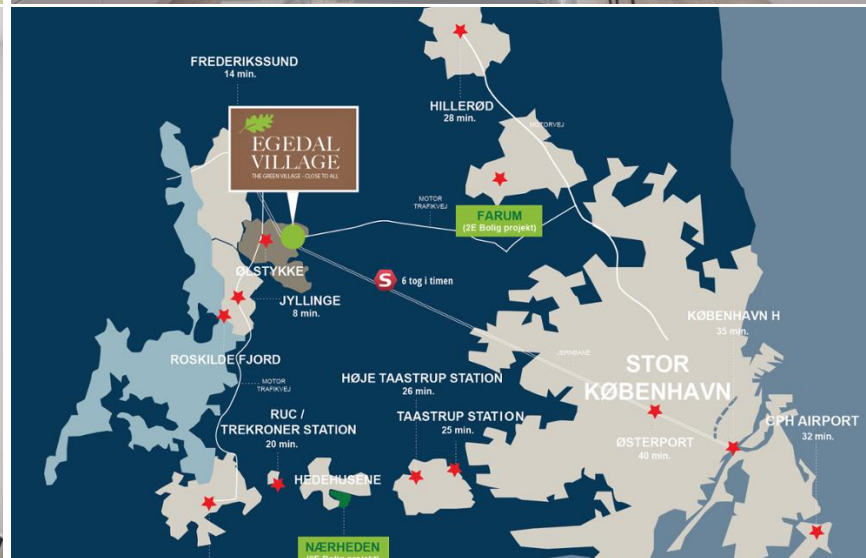 FREDERIKSSUND
14 min.
HILLERØD
28 min.
MOTORVEJ
EGEDAL
VILLAGE
THE GREEN VILLAGE - CLOSE TO ALL
MOTOR
TRAFIKVEJ
FARUM
(2E Bolig projekt)
ØLSTYKKE
S
6 tog i timen
JYLLINGE
8 min.
KØBENHAVN H
35 min.
ROSKILDE FJORD
JERNBANE
STOR
KØBENHAVN
HØJE TAASTRUP STATION
26 min.
MOTOR
TRAFIKVEJ
RUC /
TREKRONER STATION
20 min.
TAASTRUP STATION
25 min.
CPH AIRPORT
32 min.
ØSTERPORT
40 min.
HEDEHUSENE
NÆRHEDEN
(2E Bolig projekt)